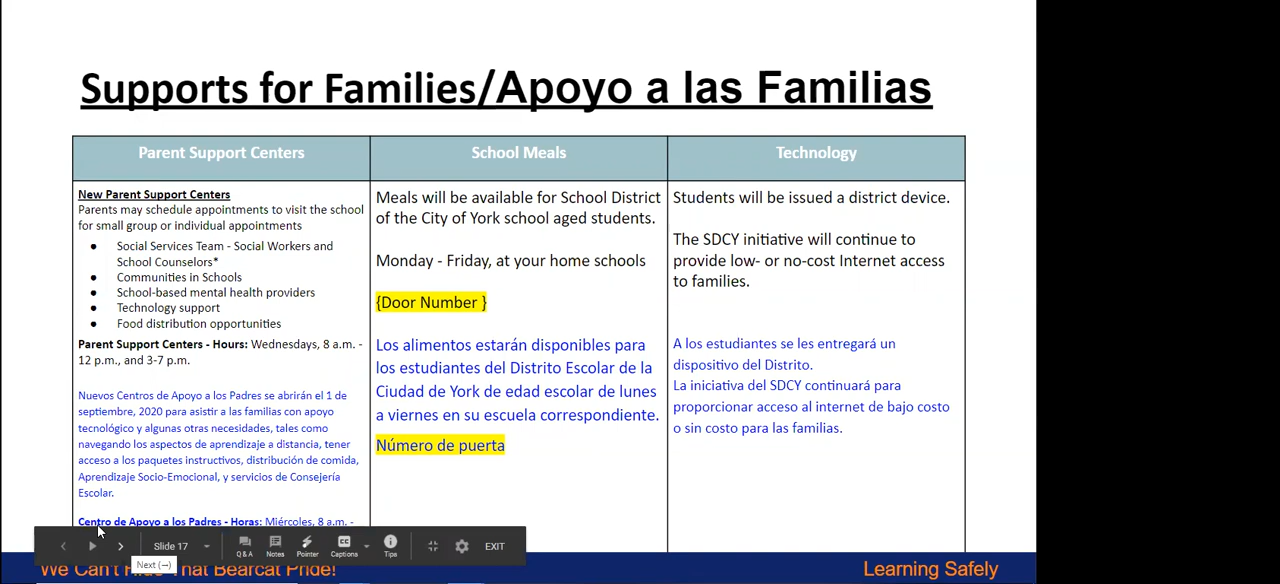 Supports for Families/Apoyo a las Familias
Parent Support Centers
New Parent Support Centers
Parents may schedule appointments to visit the school
for small group or individual appointments
● Social Services Team - Social Workers and
School Counselors*
● Communities in Schools
● School-based mental health providers
● Technology support
● Food distribution opportunities
Parent Support Centers - Hours: Wednesdays, 8 a.m. -
12 p.m., and 3-7 p.m.
Nuevos Centros de Apoyo a los Padres se abrirán el 1 de
septiembre, 2020 para asistir a las familias con apoyo
tecnológico y algunas otras necesidades, tales como
navegando los aspectos de aprendizaje a distancia, tener
acceso a los paquetes instructivos, distribución de comida,
Aprendizaje Socio-Emocional, y servicios de Consejería
Escolar.
Centro de Apoyo a los Padres - Horas: Miércoles, 8 a.m. -
School Meals
Meals will be available for School District
of the City of York school aged students.
Monday - Friday, at your home schools
{Door Number }
Los alimentos estarán disponibles para
los estudiantes del Distrito Escolar de la
Ciudad de York de edad escolar de lunes
a viernes en su escuela correspondiente.
Número de puerta
Technology
Students will be issued a district device.
The SDCY initiative will continue to
provide low- or no-cost Internet access
to families.
A los estudiantes se les entregará un
dispositivo del Distrito.
La iniciativa del SDCY continuará para
proporcionar acceso al internet de bajo costo
o sin costo para las familias.
Slide 17
Q & A
Notes
Pointer
Captions
Tips
EXIT
Next (→)
We Can't Hide That Bearcat Pride!
Learning Safely